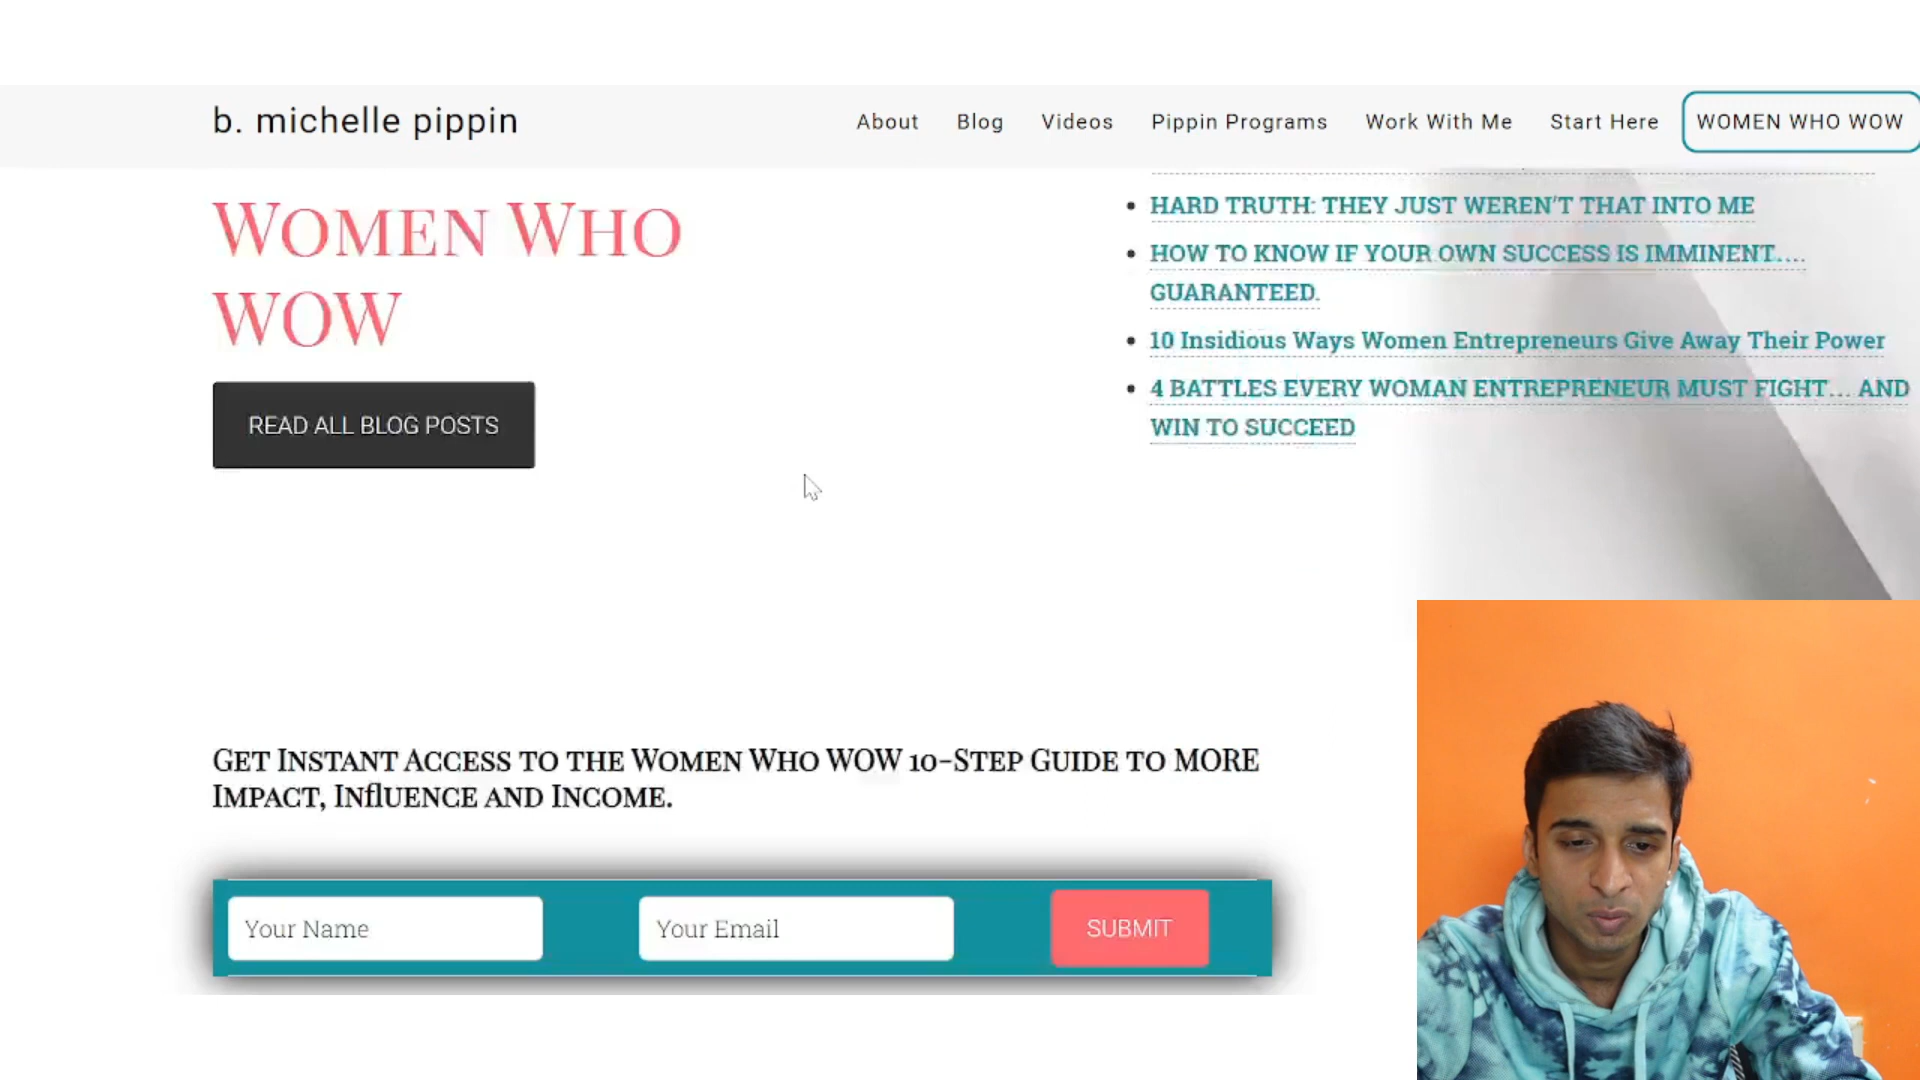 b. michelle pippin
About Blog Videos Pippin Programs Work With Me Start Here WOMEN WHO WOW
WOMEN WHO
WOW
READ ALL BLOG POSTS
HARD TRUTH: THEY JUST WEREN'T THAT INTO ME
HOW TO KNOW IF YOUR OWN SUCCESS IS IMMINENT….
GUARANTEED.
10 Insidious Ways Women Entrepreneurs Give Away Their Power
4 BATTLES EVERY WOMAN ENTREPRENEUR MUST FIGHT… AND
WIN TO SUCCEED
GET INSTANT ACCESS TO THE WOMEN WHO WOW 10-STEP GUIDE TO MORE
IMPACT, INFLUENCE AND INCOME.
Your Name
Your Email
SUBMIT